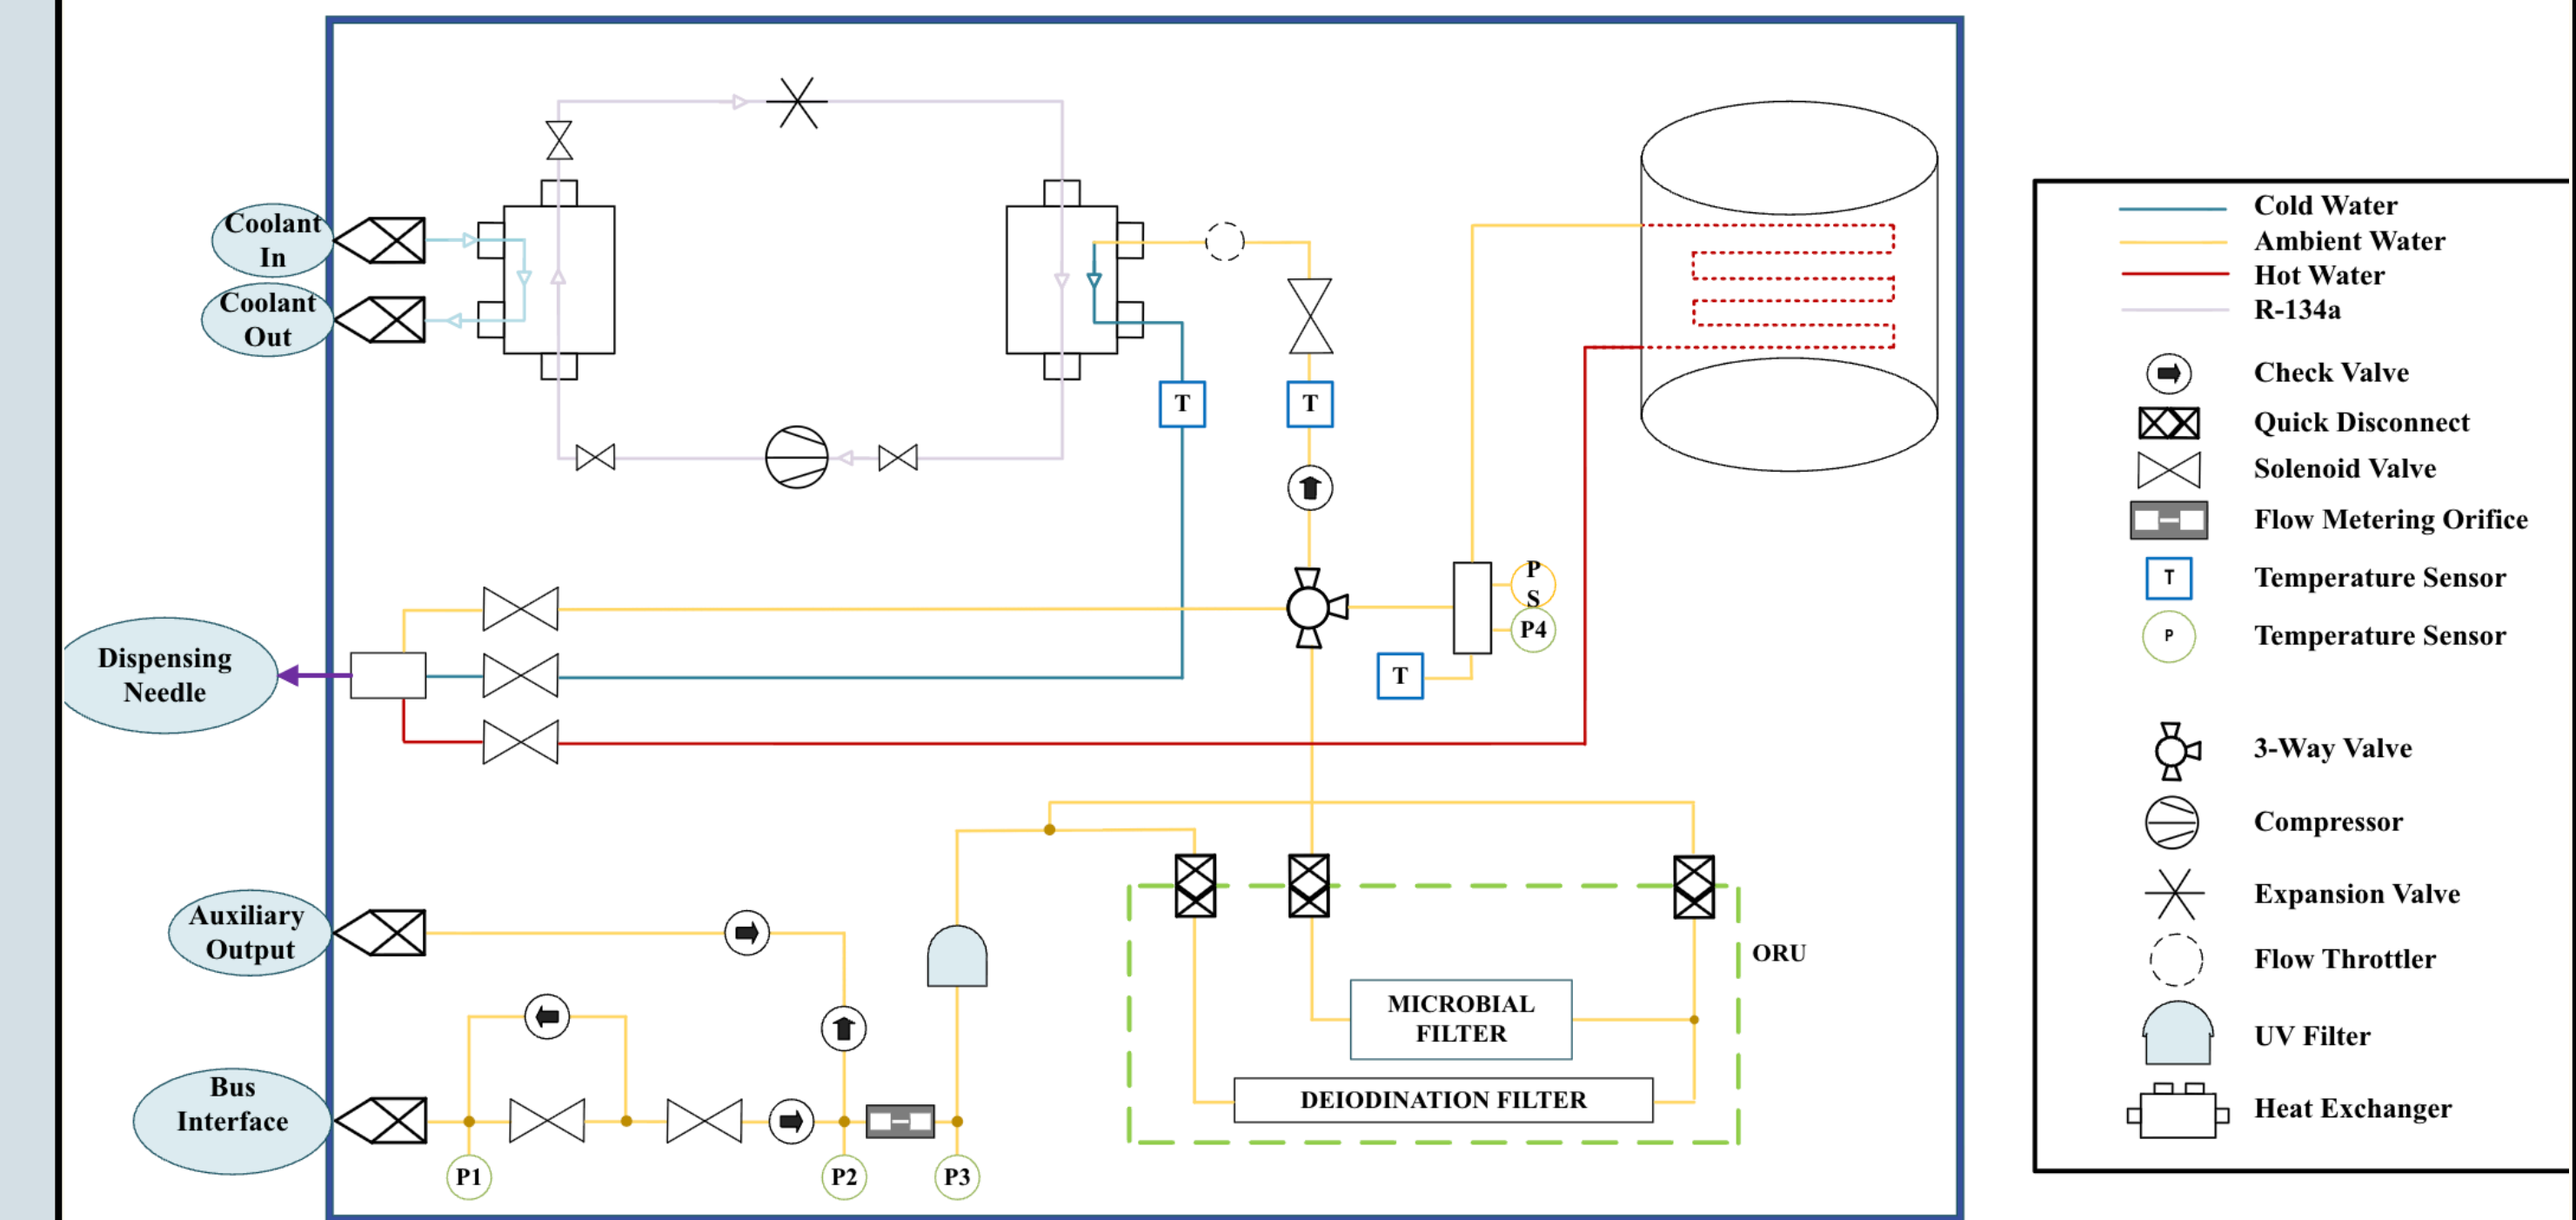 Coolant
In
Coolant
Out
T
T
P
S
P4
T
Dispensing
Needle
Auxiliary
Output
Bus
Interface
P1
P2
P3
MICROBIAL
FILTER
DEIODINATION FILTER
ORU
Cold Water
Ambient Water
Hot Water
R-134a
Check Valve
Quick Disconnect
Solenoid Valve
Flow Metering Orifice
T
Temperature Sensor
P
Temperature Sensor
3-Way Valve
Compressor
Expansion Valve
Flow Throttler
UV Filter
Heat Exchanger